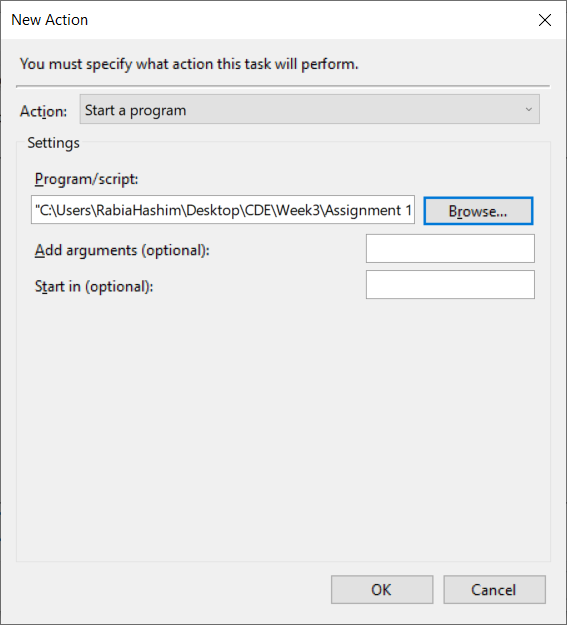 New Action
You must specify what action this task will perform.
Action: Start a program
Settings
Program/script:
"C:\Users\RabiaHashim\Desktop\CDE\Week3\Assignment 1
Browse...
Add arguments (optional):
Start in (optional):
OK Cancel